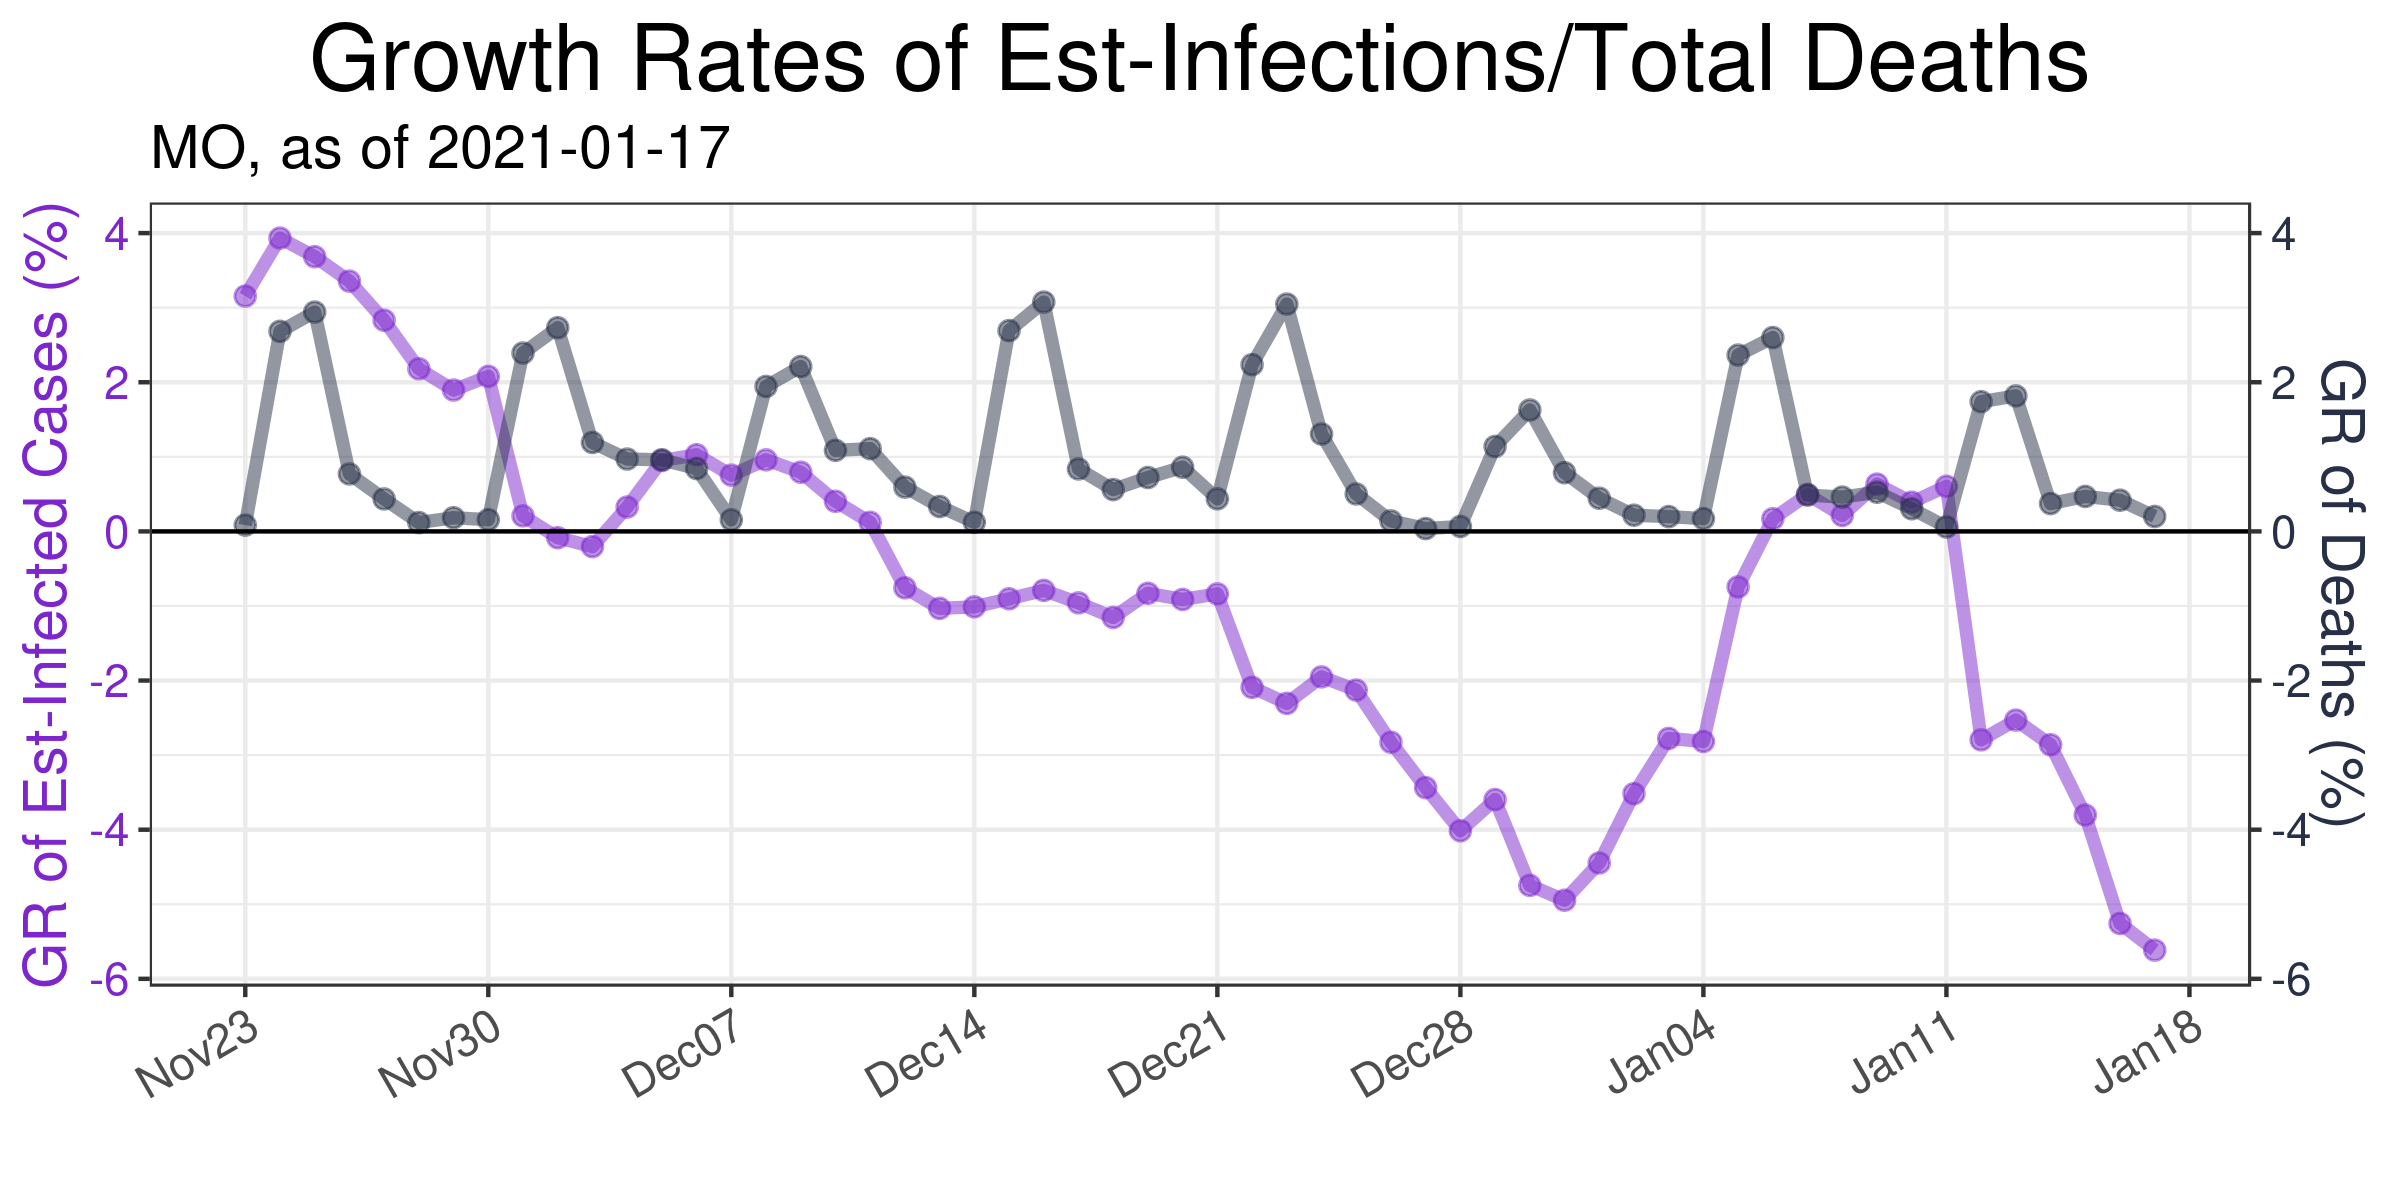 Growth Rates of Est-Infections/Total Deaths
MO, as of 2021-01-17
GR of Est-Infected Cases (%)
4
2
0
-2
-4
-6
4
2
0
-2
-4
-6
GR of Deaths (%)
Nov23
Nov30
Dec07
Dec14
Dec21
Dec28
Jan04
Jan11
Jan18